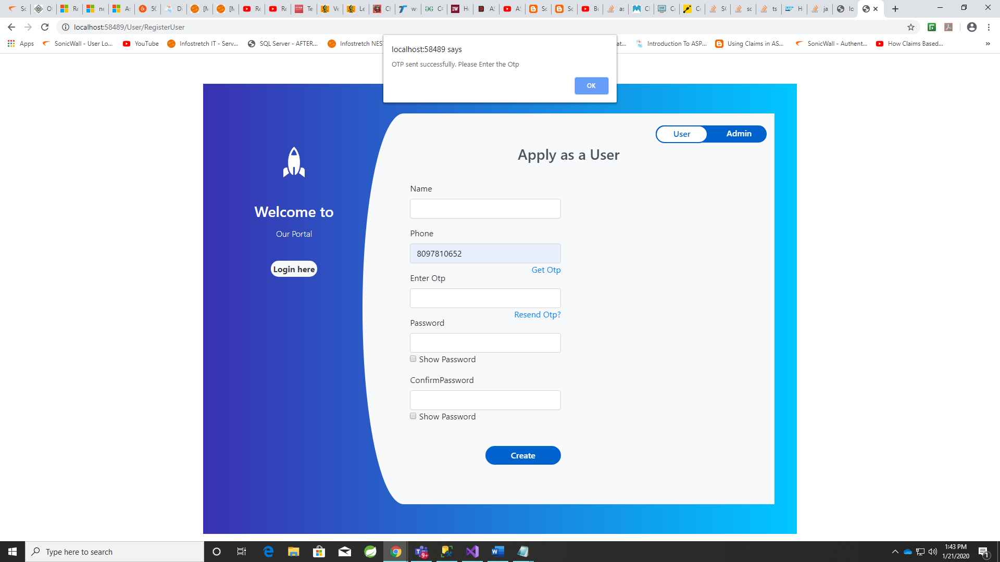 localhost:58489/User/RegisterUser
Apps
SonicWall - User Lo...
YouTube
Infostretch IT - Serv...
SQL Server - AFTER...
Infostretch NEST
at...
Introduction To ASP...
Using Claims in AS...
SonicWall - Authent...
How Claims Based...
»
localhost:58489 says
OTP sent successfully. Please Enter the Otp
OK
User
Admin
Apply as a User
Welcome to
Our Portal
Login here
Name
Phone
8097810652
Get Otp
Enter Otp
Resend Otp?
Password
Show Password
ConfirmPassword
Show Password
Create
Type here to search
9+
1:43 PM
1/21/2020
1